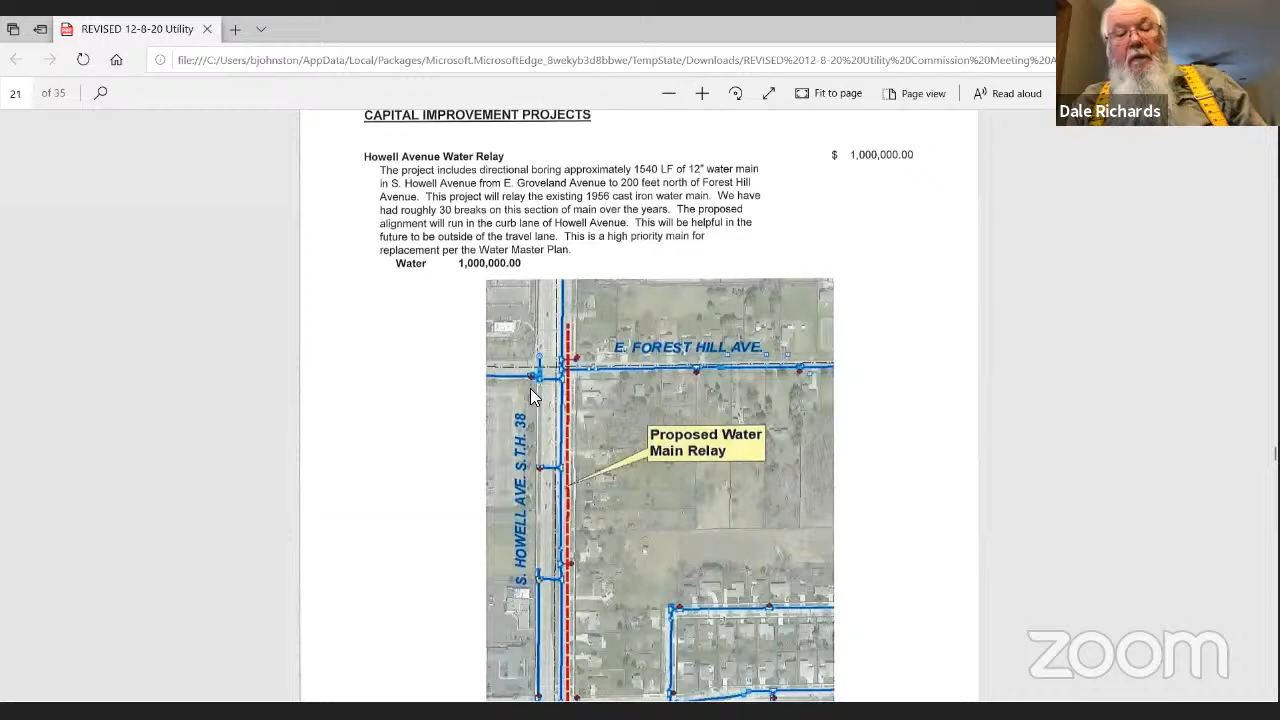 REVISED 12-8-20 Utility
file:///C:/Users/bjohnston/AppData/Local/Packages/Microsoft.MicrosoftEdge_8wekyb3d8bbwe/TempState/Downloads/REVISED%2012-8-20%20Utility%20Commission%20Meeting%20A
21 of 35
Fit to page
Page view
Read aloud
Dale Richards
CAPITAL IMPROVEMENT PROJECTS
Howell Avenue Water Relay $ 1,000,000.00
The project includes directional boring approximately 1540 LF of 12" water main
in S. Howell Avenue from E. Groveland Avenue to 200 feet north of Forest Hill
Avenue. This project will relay the existing 1956 cast iron water main. We have
had roughly 30 breaks on this section of main over the years. The proposed
alignment will run in the curb lane of Howell Avenue. This will be helpful in the
future to be outside of the travel lane. This is a high priority main for
replacement per the Water Master Plan.
Water 1,000,000.00
E. FOREST HILL AVE.
Proposed Water
Main Relay
S. HOWELL AVE. S.T.H. 38
zoom